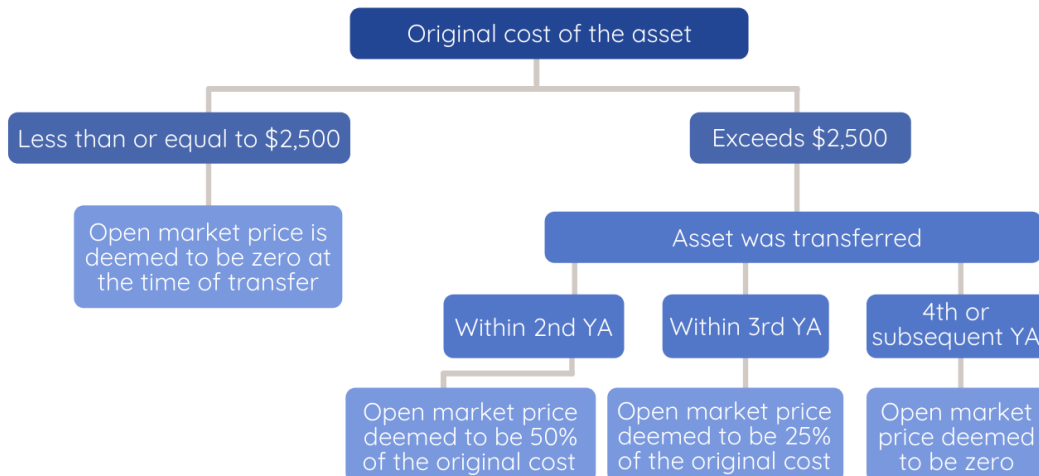 Original cost of the asset
Less than or equal to $2,500
Exceeds $2,500
Open market price is
deemed to be zero at
the time of transfer
Asset was transferred
Within 2nd YA
Within 3rd YA
4th or
subsequent YA
Open market price
deemed to be 50%
of the original cost
Open market price
deemed to be 25%
of the original cost
Open market
price deemed
to be zero